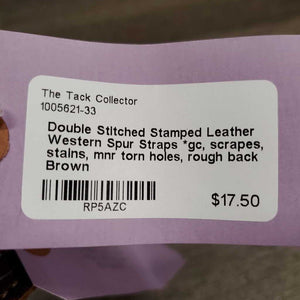 The Tack Collector
1005621-33
Double Stitched Stamped Leather
Western Spur Straps *gc, scrapes,
stains, mnr torn holes, rough back
Brown
RP5AZC
$17.50